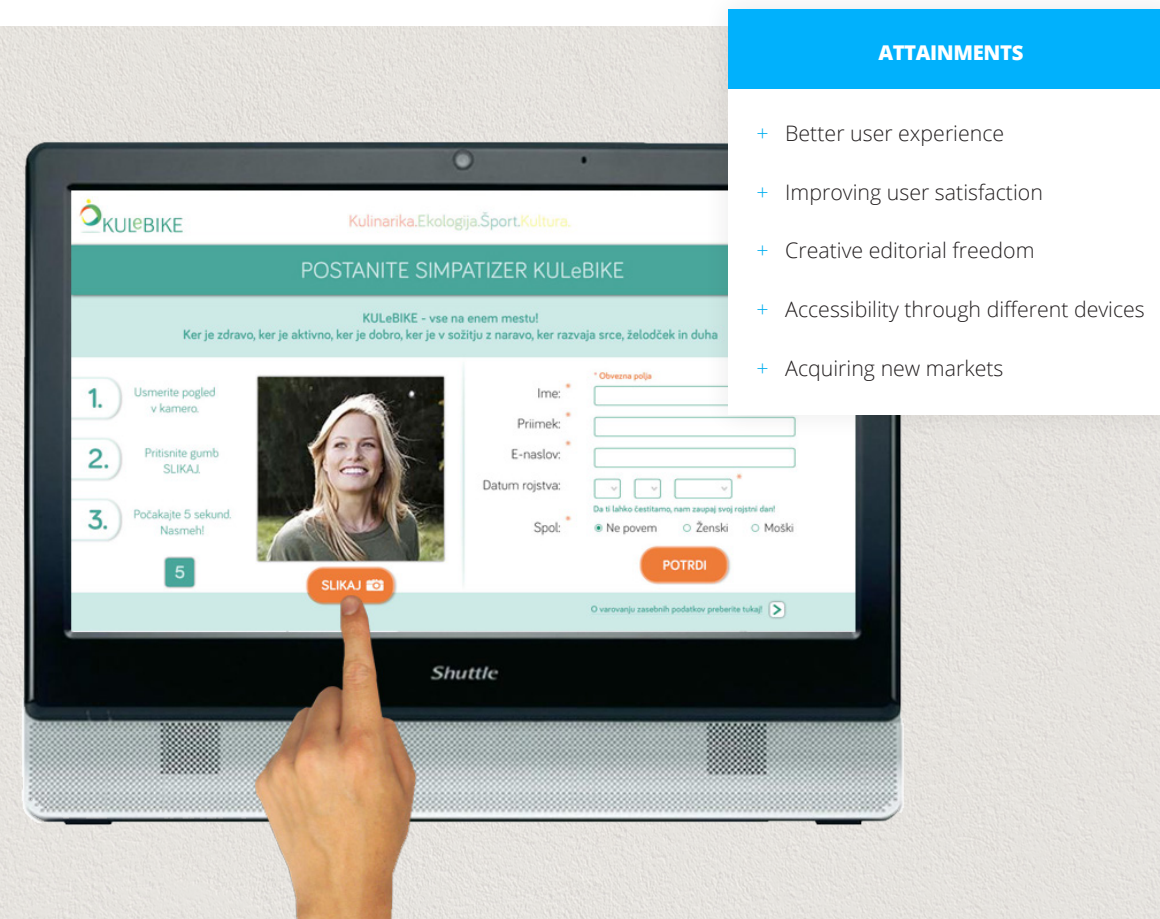 ATTAINMENTS
+ Better user experience
+ Improving user satisfaction
+ Creative editorial freedom
+ Accessibility through different devices
+ Acquiring new markets
KULeBIKE
Kulinarika.Ekologija.Šport.Kultura.
POSTANITE SIMPATIZER KULeBIKE
KULeBIKE - vse na enem mestu!
Ker je zdravo, ker je aktivno, ker je dobro, ker je v sožitju z naravo, ker razvaja srce, želodček in duha
1.
Usmerite pogled
v kamero.
2.
Pritisnite gumb
SLIKAJ.
3.
Počakajte 5 sekund.
Nasmeh!
5
SLIKAJ
* Obvezna polja
Ime: *
Priimek: *
E-naslov: *
Datum rojstva: *
Da ti lahko čestitamo, nam zaupaj svoj rojstni dan!
Spol: * Ne povem Ženski Moški
POTRDI
O varovanju zasebnih podatkov preberite tukaj!
Shuttle